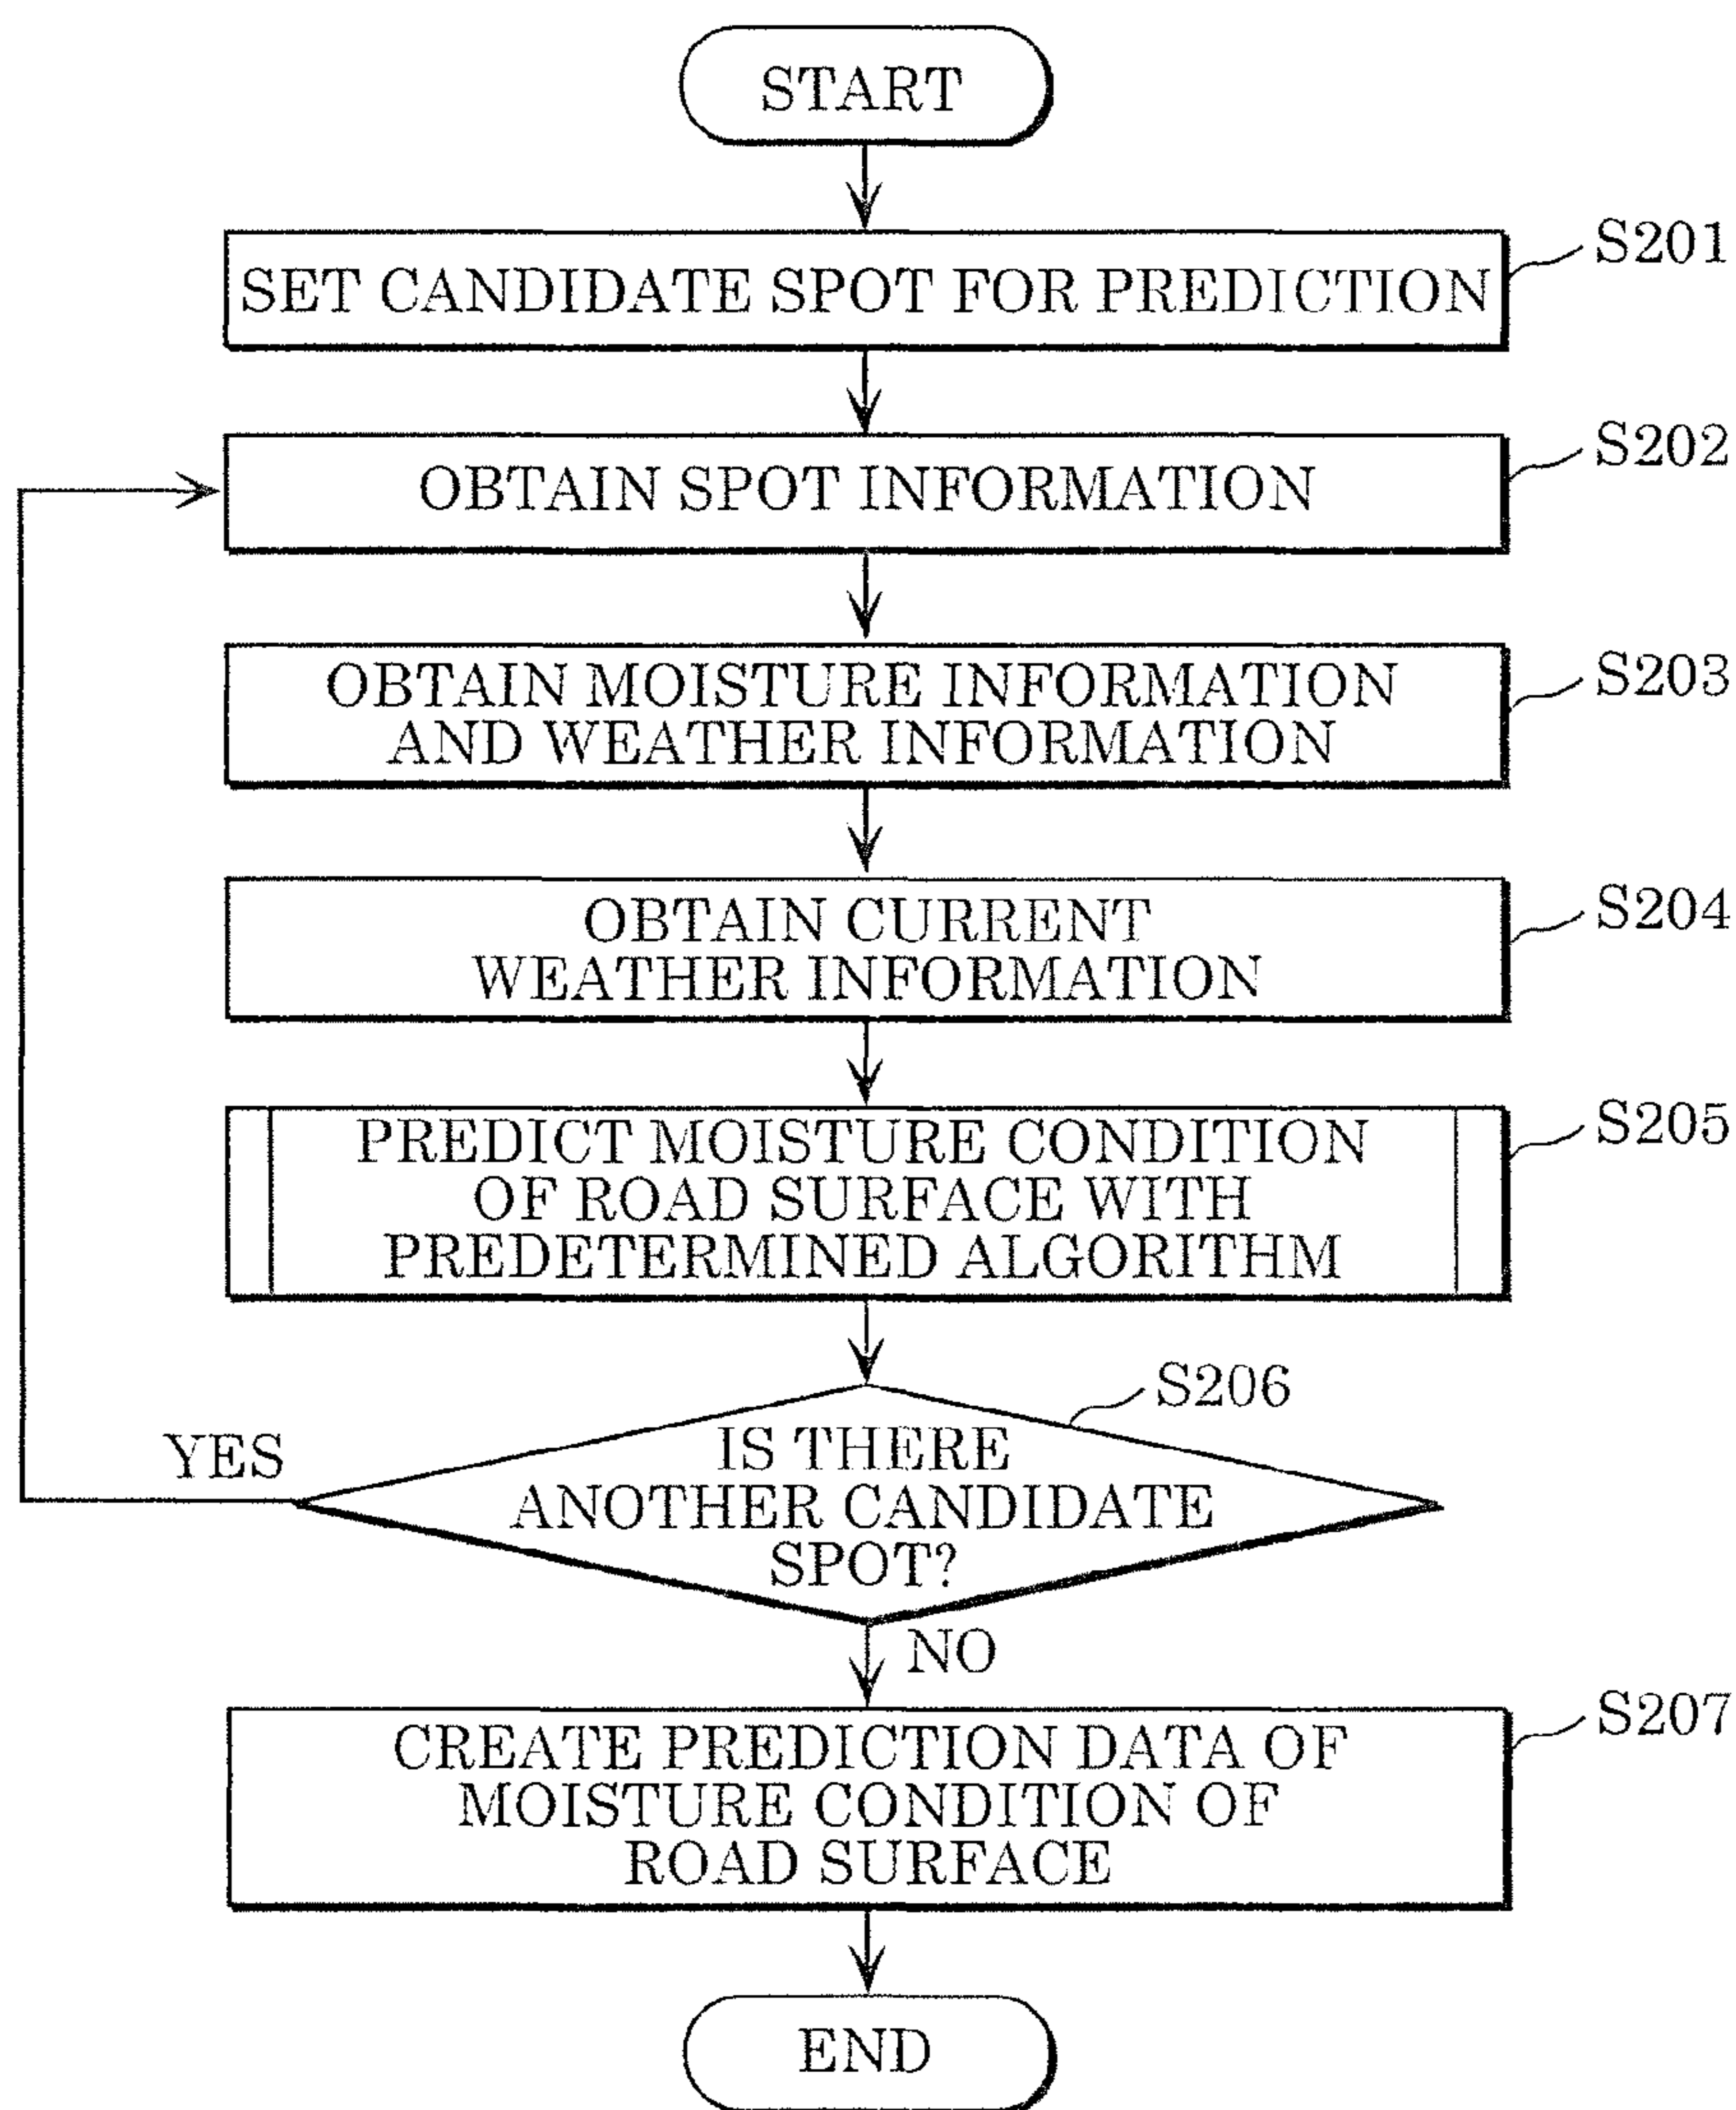 START
SET CANDIDATE SPOT FOR PREDICTION
S201
OBTAIN SPOT INFORMATION
S202
OBTAIN MOISTURE INFORMATION
AND WEATHER INFORMATION
S203
OBTAIN CURRENT
WEATHER INFORMATION
S204
PREDICT MOISTURE CONDITION
OF ROAD SURFACE WITH
PREDETERMINED ALGORITHM
S205
S206
IS THERE
ANOTHER CANDIDATE
SPOT?
YES
NO
CREATE PREDICTION DATA OF
MOISTURE CONDITION OF
ROAD SURFACE
S207
END